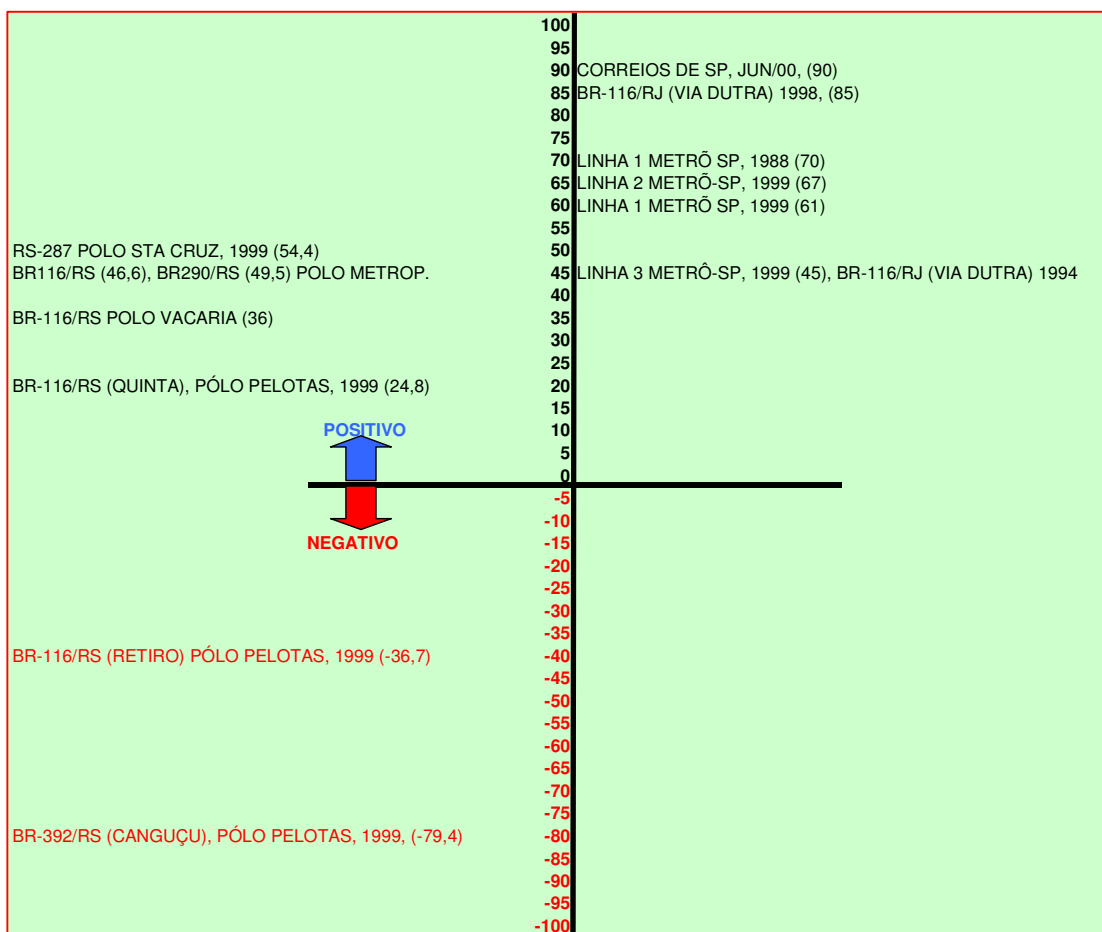 100
95
90 CORREIOS DE SP, JUN/00, (90)
85 BR-116/RJ (VIA DUTRA) 1998, (85)
80
75
70 LINHA 1 METRÕ SP, 1988 (70)
65 LINHA 2 METRÕ-SP, 1999 (67)
60 LINHA 1 METRÕ SP, 1999 (61)
55
RS-287 POLO STA CRUZ, 1999 (54,4) 50
BR116/RS (46,6), BR290/RS (49,5) POLO METROP. 45 LINHA 3 METRÔ-SP, 1999 (45), BR-116/RJ (VIA DUTRA) 1994
40
BR-116/RS POLO VACARIA (36) 35
30
25
BR-116/RS (QUINTA), PÓLO PELOTAS, 1999 (24,8) 20
15
POSITIVO 10
5
0
-5
-10
NEGATIVO -15
-20
-25
-30
-35
BR-116/RS (RETIRO) PÓLO PELOTAS, 1999 (-36,7) -40
-45
-50
-55
-60
-65
-70
-75
BR-392/RS (CANGUÇU), PÓLO PELOTAS, 1999, (-79,4) -80
-85
-90
-95
-100